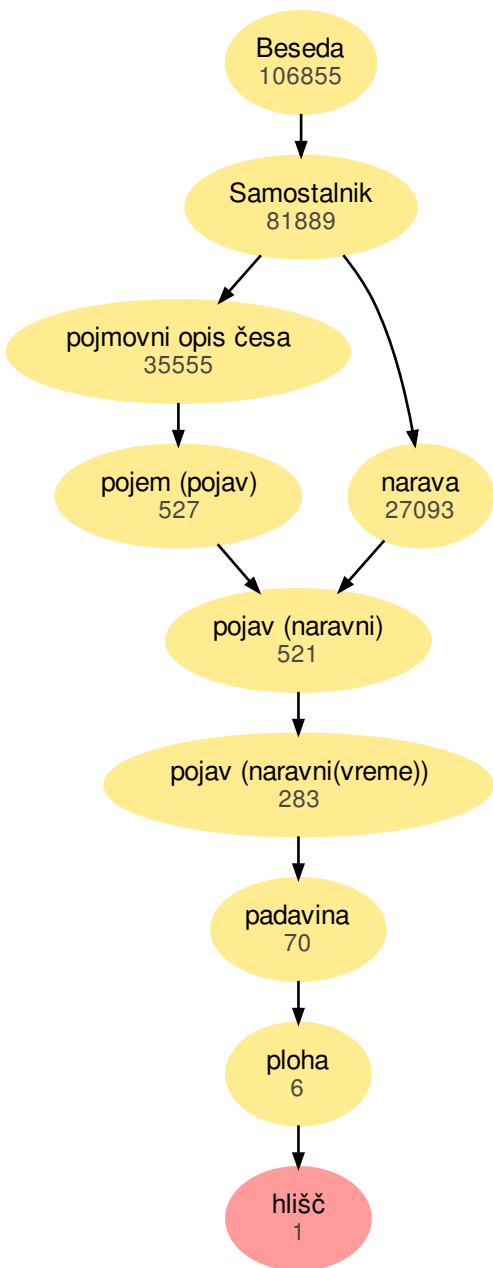 Beseda
106855
Samostalnik
81889
pojmovni opis česa
35555
pojem (pojav)
527
narava
27093
pojav (naravni)
521
pojav (naravni(vreme))
283
padavina
70
ploha
6
hlišč
1